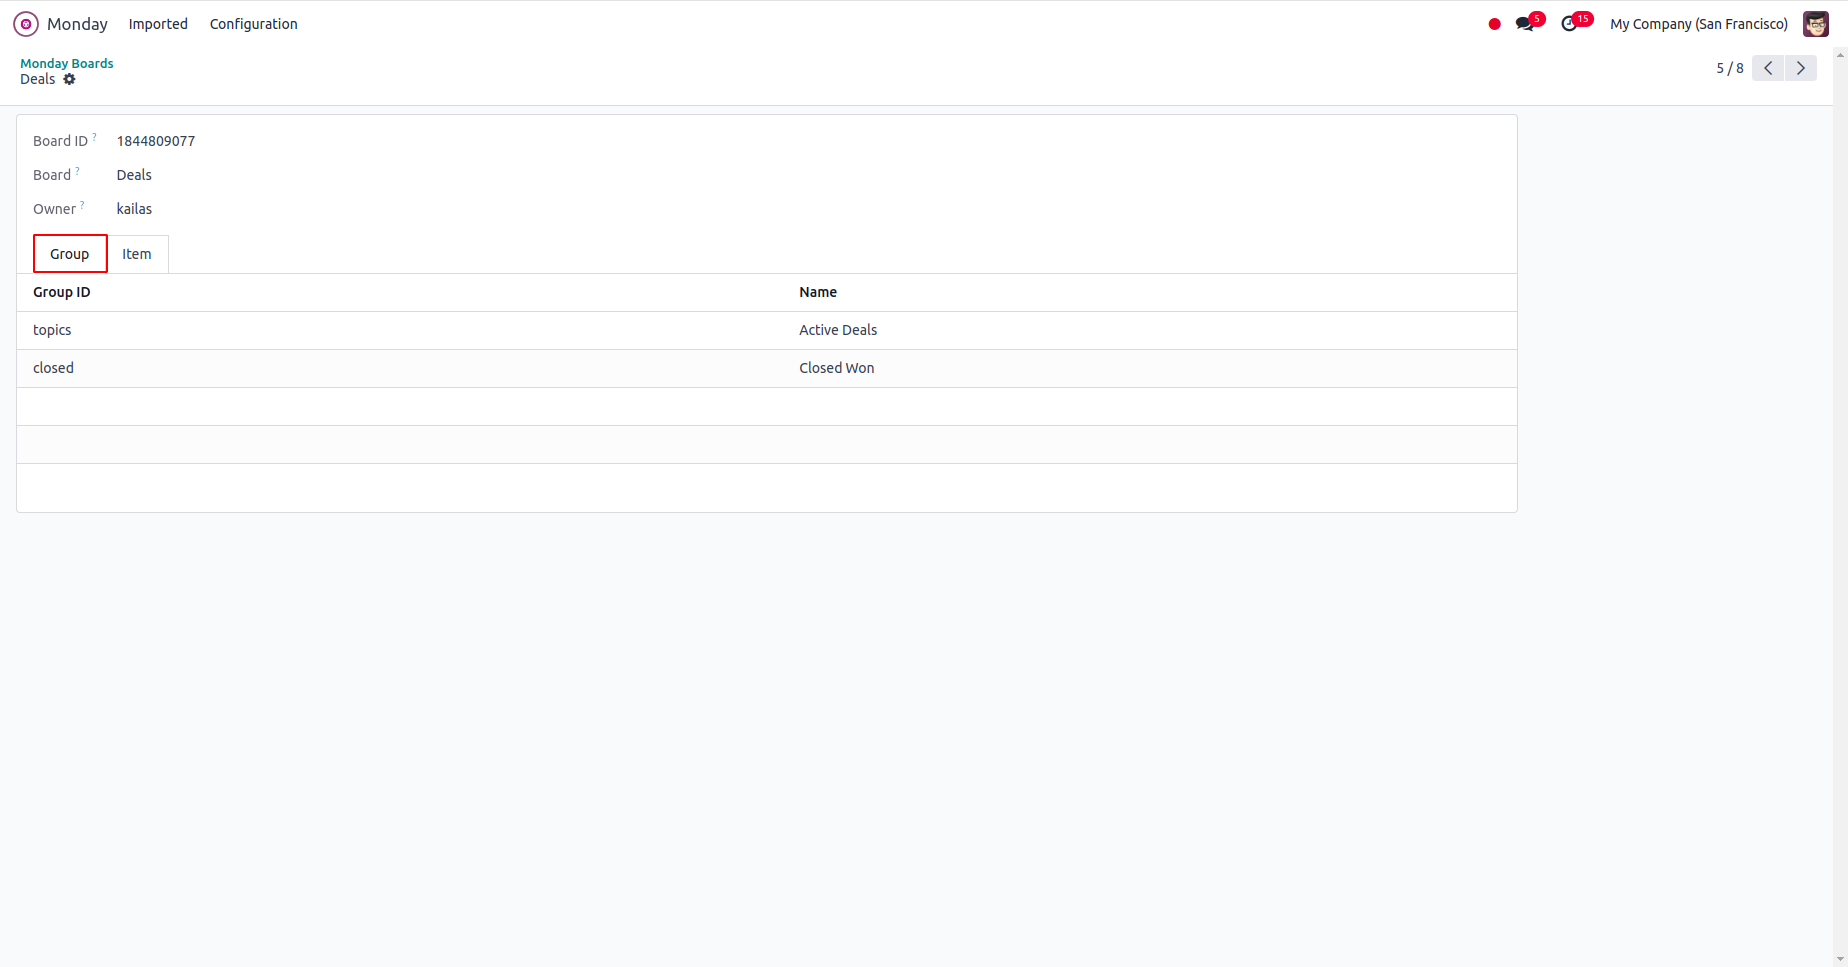 Monday Imported Configuration 5 15 My Company (San Francisco)
Monday Boards
Deals 5 / 8
Board ID ? 1844809077
Board ? Deals
Owner ? kailas
Group Item
Group ID Name
topics Active Deals
closed Closed Won